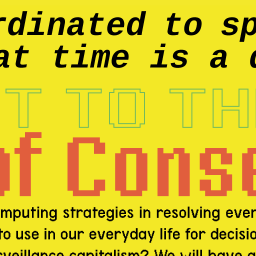 rdinated to sp
at time is a
T TO TH
of Conse
mputing strategies in resolving ever
to use in our everyday life for decisio
rveillance capitalism? We will have a